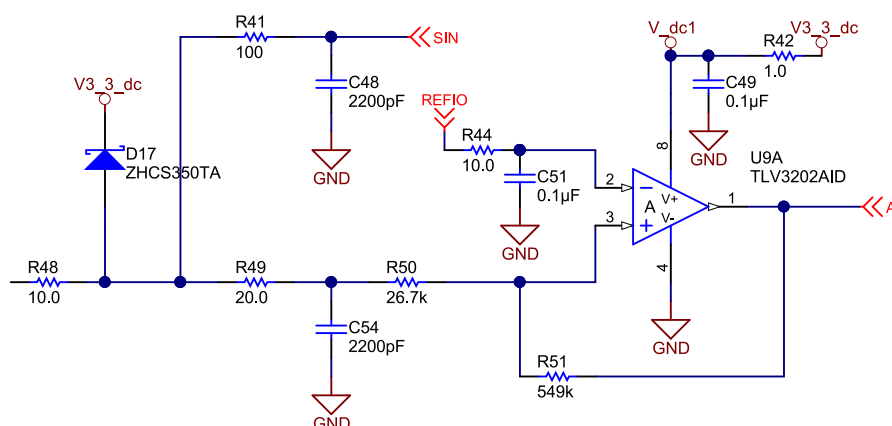 R41
100
SIN
V_dc1
R42
1.0
V3_3_dc
V3_3_dc
C48
2200pF
C49
0.1µF
REFIO
R44
10.0
GND
D17
ZHCS350TA
GND
C51
0.1µF
GND
8
U9A
TLV3202AID
2
V+
A
V-
3
1
A
4
GND
R48
10.0
R49
20.0
R50
26.7k
C54
2200pF
GND
R51
549k